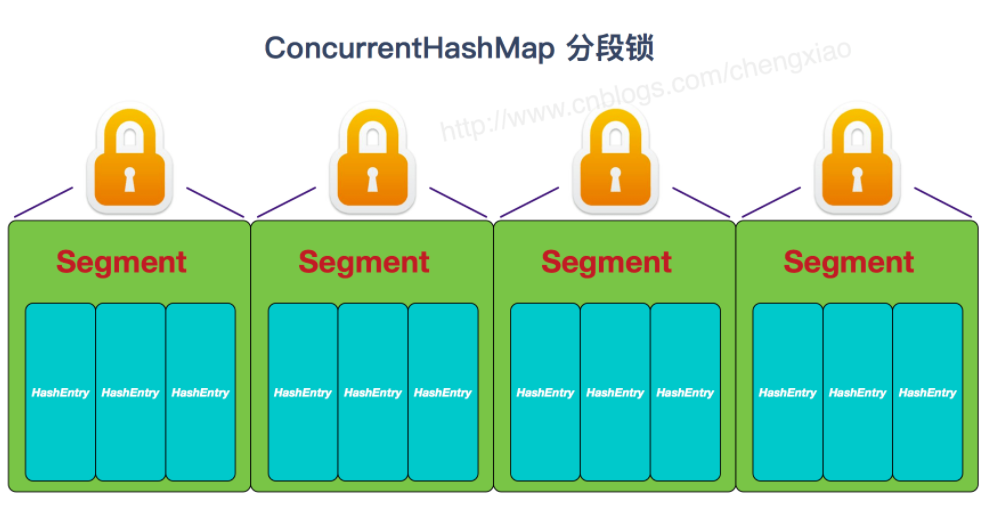 ConcurrentHashMap 分段锁
http://www.cnblogs.com/chengxiao
Segment Segment Segment Segment
HashEntry HashEntry HashEntry HashEntry HashEntry HashEntry HashEntry HashEntry HashEntry HashEntry HashEntry HashEntry